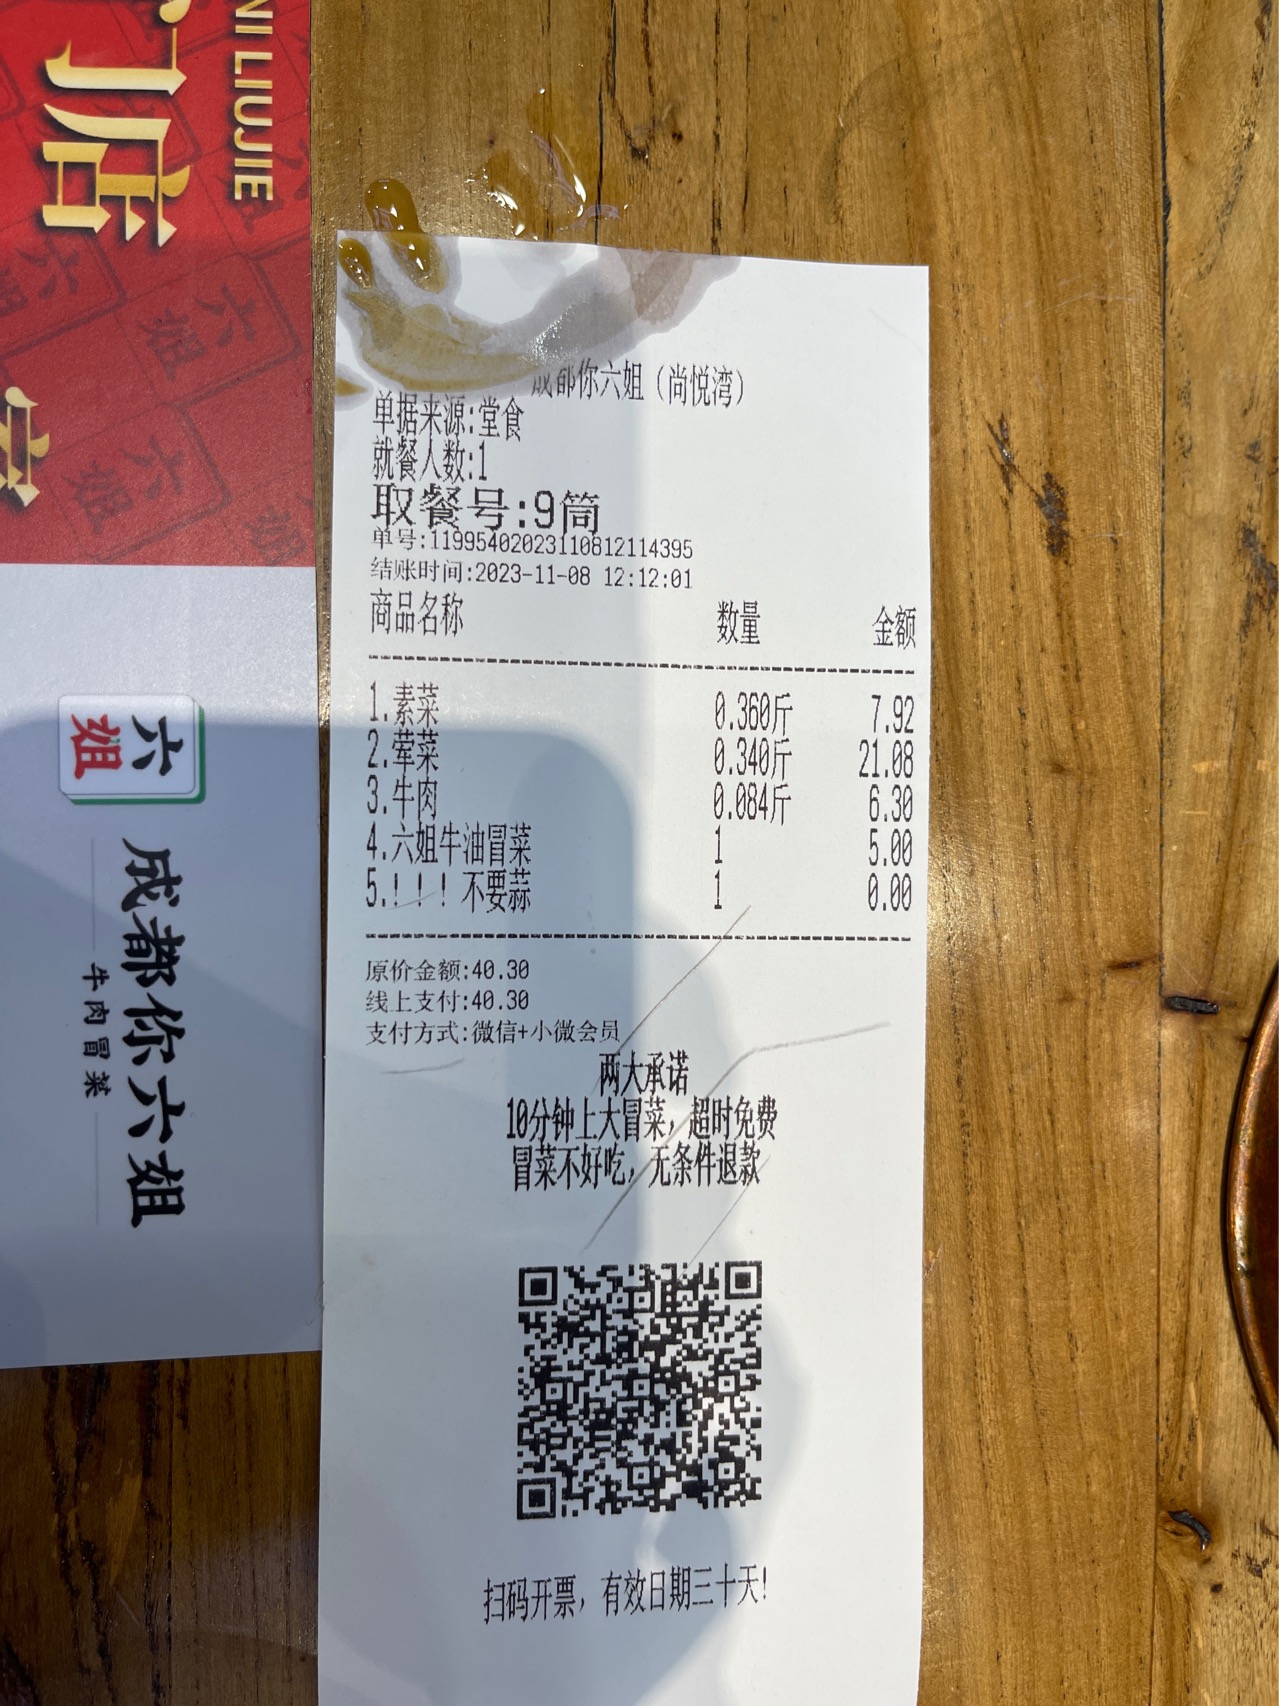 NI LIUJIE
门店
六姐
成都你六姐
牛肉冒菜
成都你六姐（尚悦湾）
单据来源:堂食
就餐人数:1
取餐号:9筒
单号:119954020231108121143​95
结账时间:2023-11-08 12:12:01
商品名称 数量 金额
1.素菜 0.360斤 7.92
2.荤菜 0.340斤 21.08
3.牛肉 0.084斤 6.30
4.六姐牛油冒菜 1 5.00
5.！！！不要蒜 1 0.00
原价金额:40.30
线上支付:40.30
支付方式:微信+小微会员
两大承诺
10分钟上大冒菜，超时免费
冒菜不好吃，无条件退款
扫码开票，有效日期三十天!